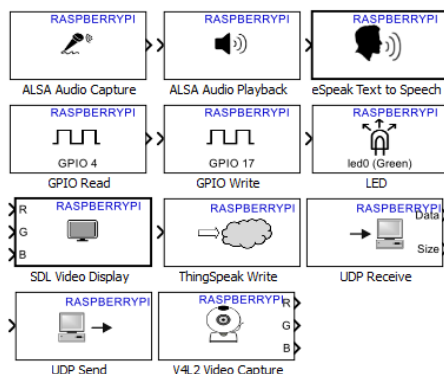 RASPBERRYPI RASPBERRYPI RASPBERRYPI
ALSA Audio Capture ALSA Audio Playback eSpeak Text to Speech
RASPBERRYPI RASPBERRYPI RASPBERRYPI
GPIO 4 GPIO 17 led0 (Green)
GPIO Read GPIO Write LED
RASPBERRYPI RASPBERRYPI RASPBERRYPI
R Data
G
B Size
SDL Video Display ThingSpeak Write UDP Receive
RASPBERRYPI RASPBERRYPI
R
G
B
UDP Send V4L2 Video Capture